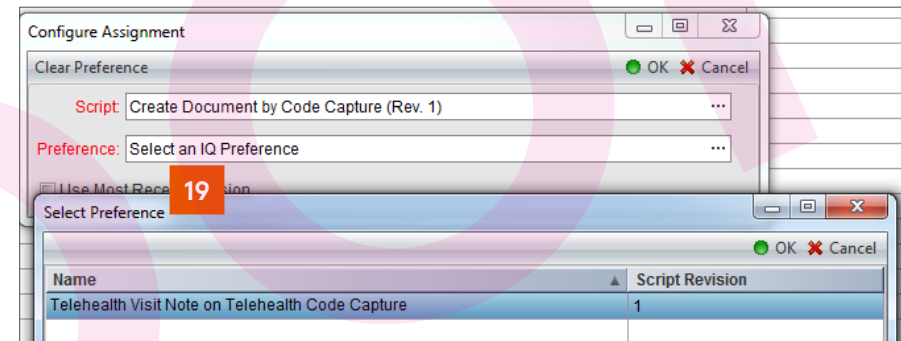 Configure Assignment
Clear Preference OK Cancel
Script: Create Document by Code Capture (Rev. 1) ...
Preference: Select an IQ Preference ...
Use Most Rece sion
19
Select Preference
OK Cancel
Name Script Revision
Telehealth Visit Note on Telehealth Code Capture 1